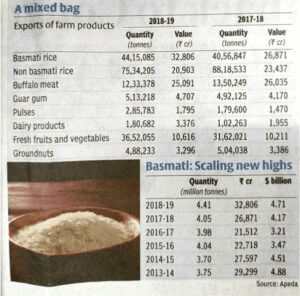 A mixed bag
Exports of farm products 2018-19 2017-18
Quantity (tonnes) Value (₹ cr) Quantity (tonnes) Value (₹ cr)
Basmati rice 44,15,085 32,806 40,56,847 26,871
Non basmati rice 75,34,205 20,903 88,18,533 23,437
Buffalo meat 12,33,378 25,091 13,50,249 26,035
Guar gum 5,13,218 4,707 4,92,125 4,170
Pulses 2,85,783 1,795 1,79,600 1,470
Dairy products 1,80,682 3,376 1,02,263 1,955
Fresh fruits and vegetables 36,52,055 10,616 31,62,021 10,211
Groundnuts 4,88,233 3,296 5,04,038 3,386
Basmati: Scaling new highs
Quantity (million tonnes) ₹ cr $ billion
2018-19 4.41 32,806 4.71
2017-18 4.05 26,871 4.17
2016-17 3.98 21,512 3.21
2015-16 4.04 22,718 3.47
2014-15 3.70 27,597 4.51
2013-14 3.75 29,299 4.88
Source: Apeda